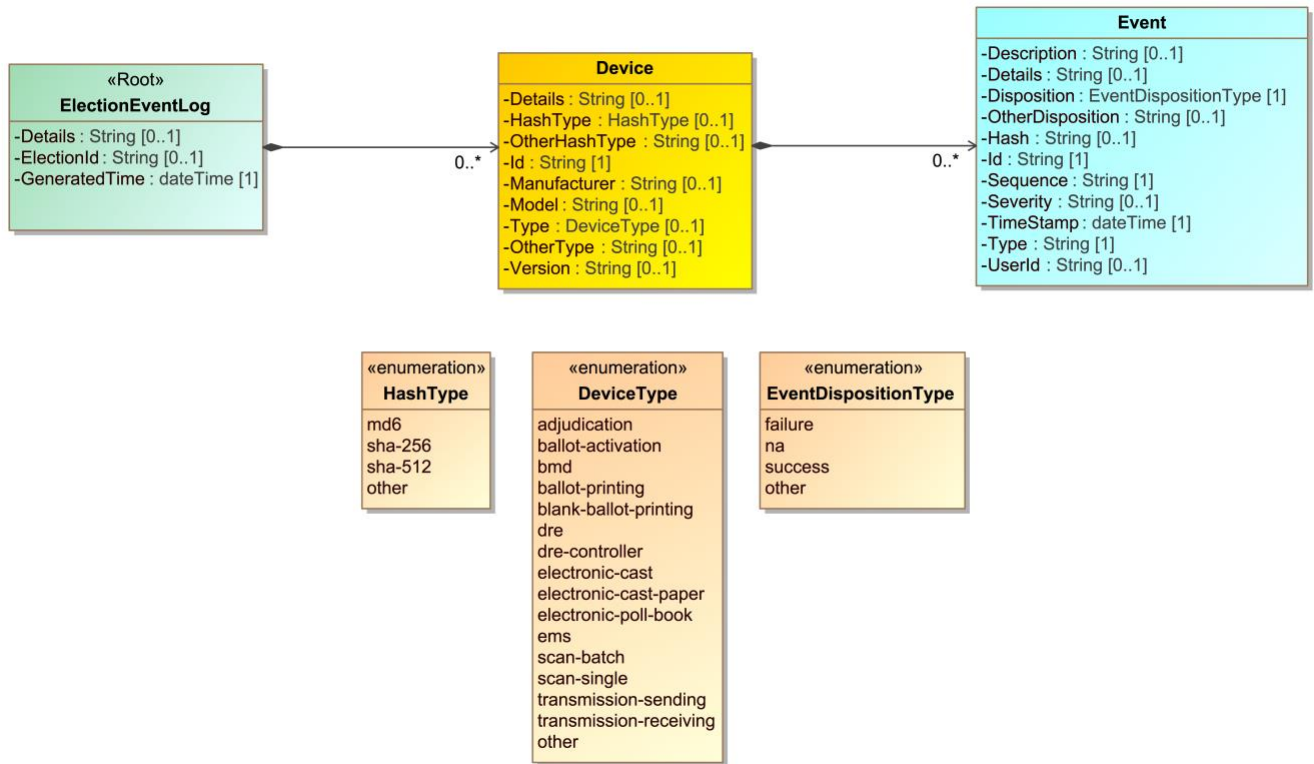 «Root»
ElectionEventLog
-Details : String [0..1]
-ElectionId : String [0..1]
-GeneratedTime : dateTime [1]
0..*
Device
-Details : String [0..1]
-HashType : HashType [0..1]
-OtherHashType : String [0..1]
-Id : String [1]
-Manufacturer : String [0..1]
-Model : String [0..1]
-Type : DeviceType [0..1]
-OtherType : String [0..1]
-Version : String [0..1]
0..*
Event
-Description : String [0..1]
-Details : String [0..1]
-Disposition : EventDispositionType [1]
-OtherDisposition : String [0..1]
-Hash : String [0..1]
-Id : String [1]
-Sequence : String [1]
-Severity : String [0..1]
-TimeStamp : dateTime [1]
-Type : String [1]
-UserId : String [0..1]
«enumeration»
HashType
md6
sha-256
sha-512
other
«enumeration»
DeviceType
adjudication
ballot-activation
bmd
ballot-printing
blank-ballot-printing
dre
dre-controller
electronic-cast
electronic-cast-paper
electronic-poll-book
ems
scan-batch
scan-single
transmission-sending
transmission-receiving
other
«enumeration»
EventDispositionType
failure
na
success
other